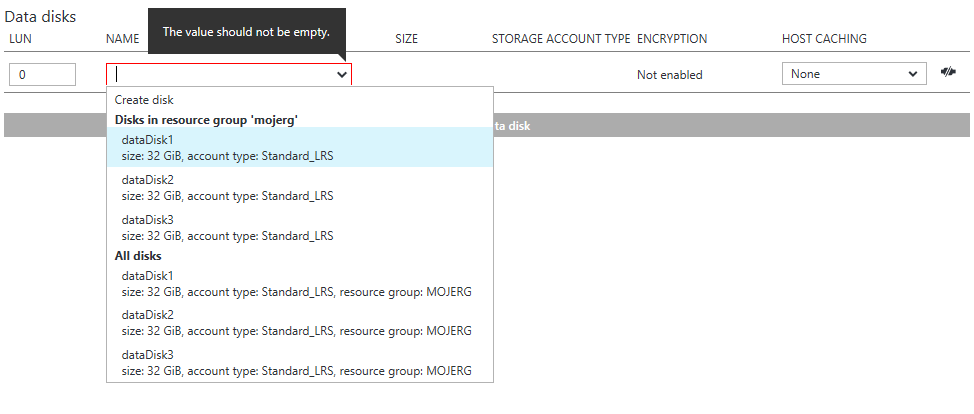 Data disks
The value should not be empty.
LUN NAME SIZE STORAGE ACCOUNT TYPE ENCRYPTION HOST CACHING
0 Not enabled None
Create disk
Disks in resource group 'mojerg'
ta disk
dataDisk1
size: 32 GiB, account type: Standard_LRS
dataDisk2
size: 32 GiB, account type: Standard_LRS
dataDisk3
size: 32 GiB, account type: Standard_LRS
All disks
dataDisk1
size: 32 GiB, account type: Standard_LRS, resource group: MOJERG
dataDisk2
size: 32 GiB, account type: Standard_LRS, resource group: MOJERG
dataDisk3
size: 32 GiB, account type: Standard_LRS, resource group: MOJERG